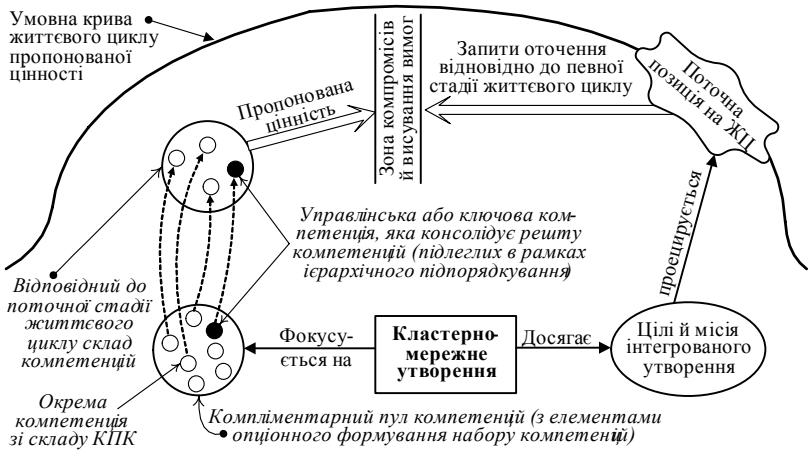 Умовна крива
життєвого циклу
пропонованої
цінності
Пропонована
цінність
Зона компромісів
й висування вимог
Запити оточення
відповідно до певної
стадії життєвого циклу
Поточна
позиція на ЖЦ
Управлінська або ключова ком-
петенція, яка консолідує решту
компетенцій (підлеглих в рамках
ієрархічного підпорядкування)
проецирується
Відповідний до
поточної стадії
життєвого
циклу склад
компетенцій
Фокусу-
ється на
Кластерно-
мережне
утворення
Досягає
Цілі й місія
інтегрованого
утворення
Окрема
компетенція
зі складу КПК
Компліментарний пул компетенцій (з елементами
опціонного формування набору компетенцій)